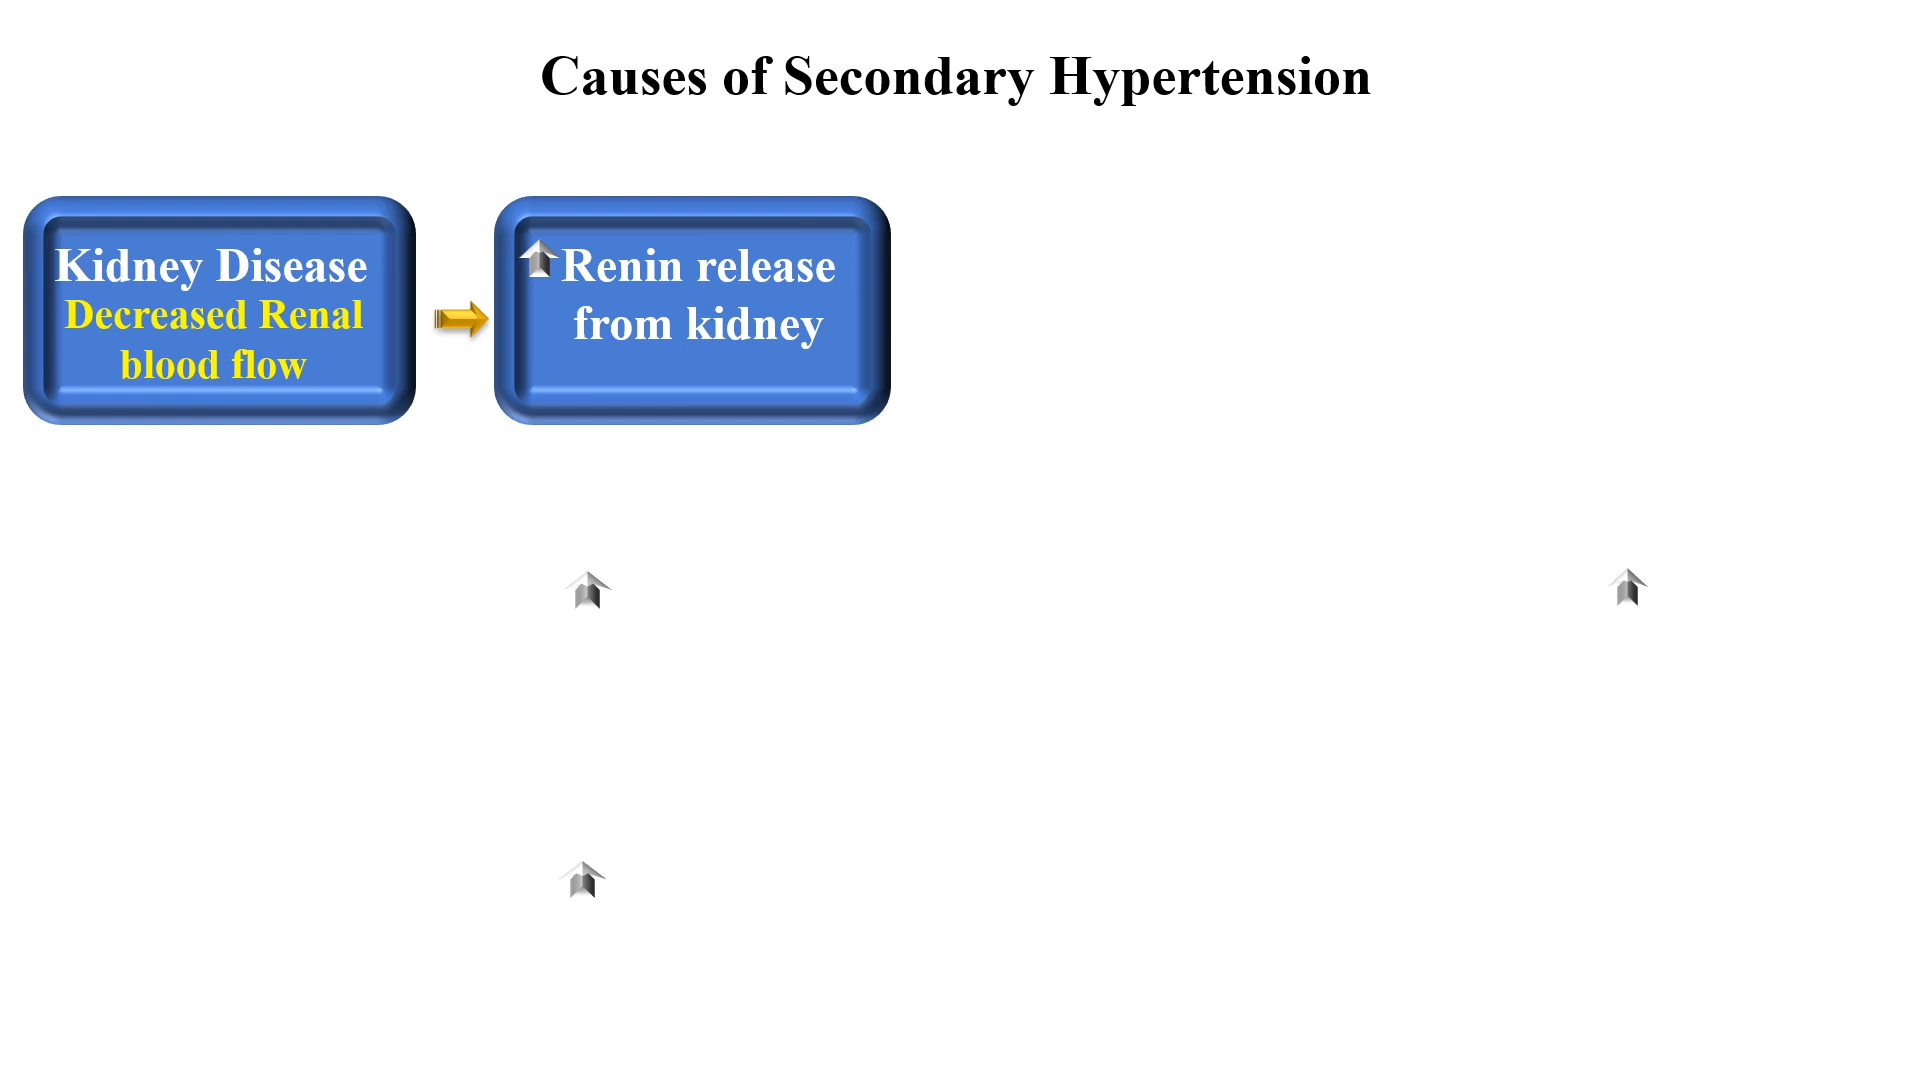 Causes of Secondary Hypertension
Kidney Disease
Decreased Renal
blood flow
Renin release
from kidney